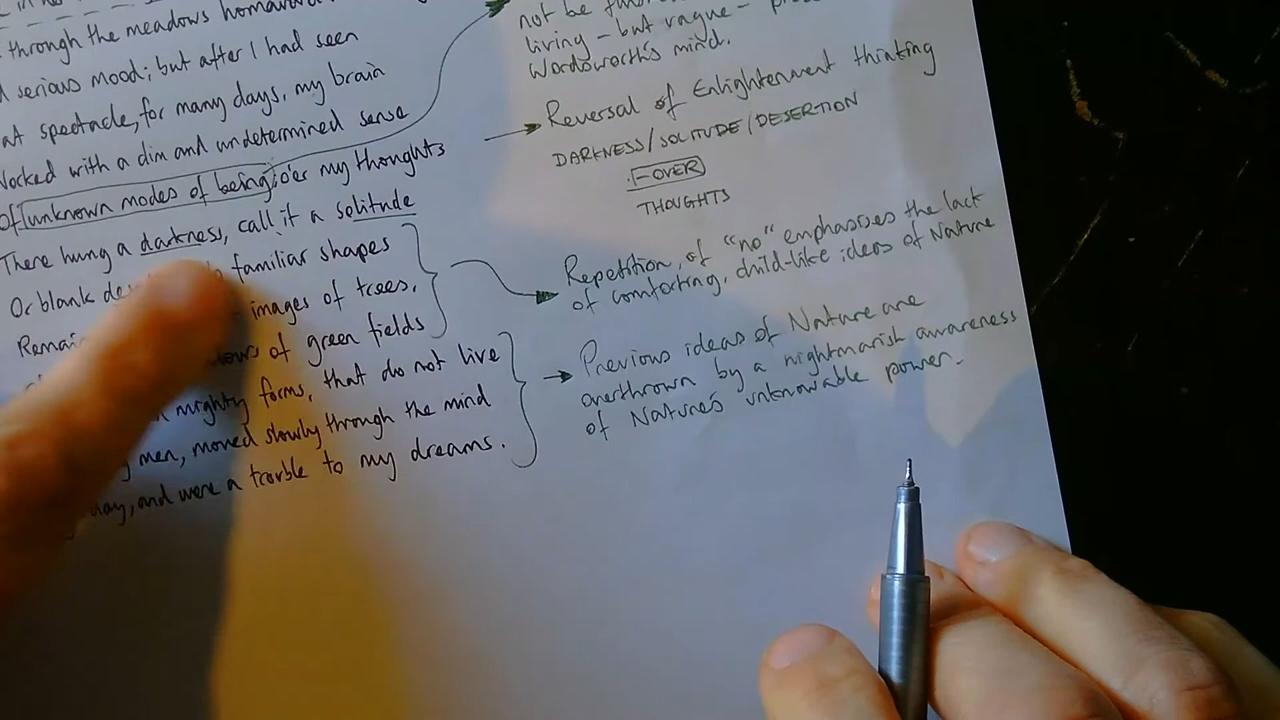 through the meadows homeward
serious mood; but after I had seen
at spectacle, for many days, my brain
Worked with a dim and undetermined sense
Of unknown modes of being; o'er my thoughts
There hung a darkness, call it a solitude
Or blank familiar shapes
images of trees,
of green fields
mighty forms, that do not live
men, moved slowly through the mind
day, and were a trouble to my dreams.
not be
living – but vague –
Wordsworth's mind.
Reversal of Enlightenment thinking
DARKNESS/SOLITUDE/DESERTION
OVER
THOUGHTS
Repetition of "no" emphasises the lack
of comforting, child-like ideas of Nature
Previous ideas of Nature are
overthrown by a nightmarish awareness
of Nature's unknowable power.